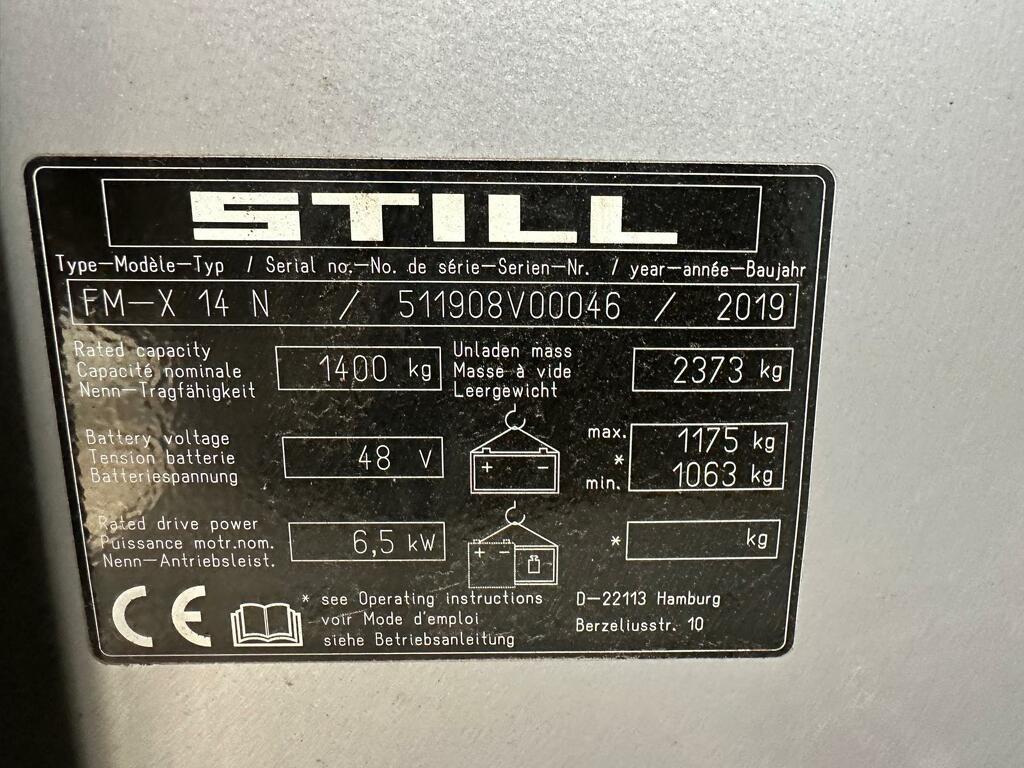 STILL
Type-Modèle-Typ / Serial no.-No. de série-Serien-Nr. / year-année-Baujahr
FM-X 14 N / 511908V00046 / 2019
Rated capacity
Capacité nominale
Nenn-Tragfähigkeit
1400 kg
Unladen mass
Masse à vide
Leergewicht
2373 kg
Battery voltage
Tension batterie
Batteriespannung
48 V
+ -
max. 1175 kg
*
min. 1063 kg
Rated drive power
Puissance motr.nom.
Nenn-Antriebsleist.
6,5 kW
+ -
* kg
CE
* see Operating instructions
voir Mode d'emploi
siehe Betriebsanleitung
D-22113 Hamburg
Berzeliusstr. 10